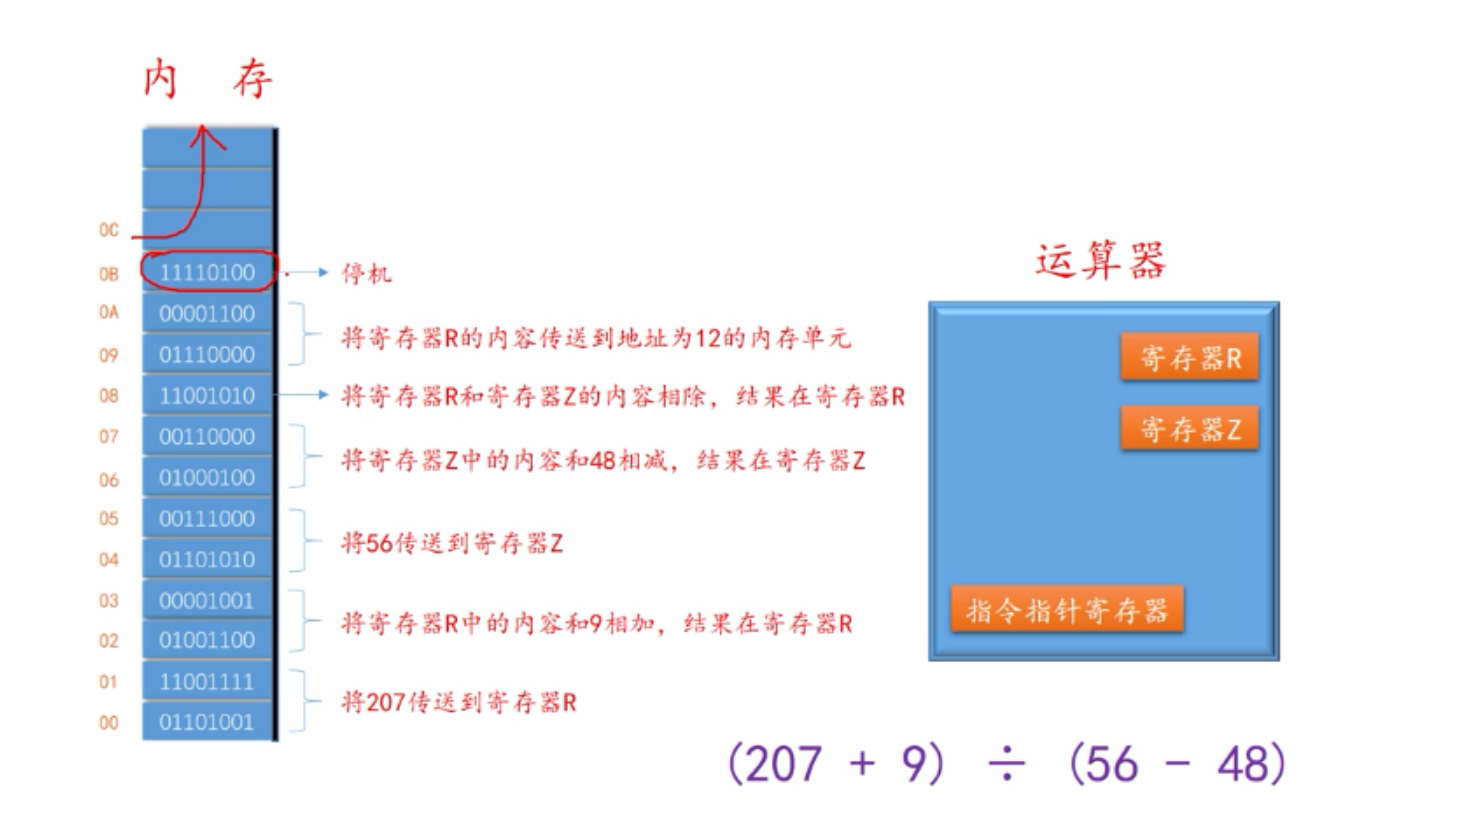 内 存
0C
0B 11110100 停机
0A 00001100
将寄存器R的内容传送到地址为12的内存单元
09 01110000
08 11001010 将寄存器R和寄存器Z的内容相除，结果在寄存器R
07 00110000
将寄存器Z中的内容和48相减，结果在寄存器Z
06 01000100
05 00111000
将56传送到寄存器Z
04 01101010
03 00001001
将寄存器R中的内容和9相加，结果在寄存器R
02 01001100
01 11001111
将207传送到寄存器R
00 01101001
运算器
寄存器R
寄存器Z
指令指针寄存器
(207 + 9) ÷ (56 - 48)